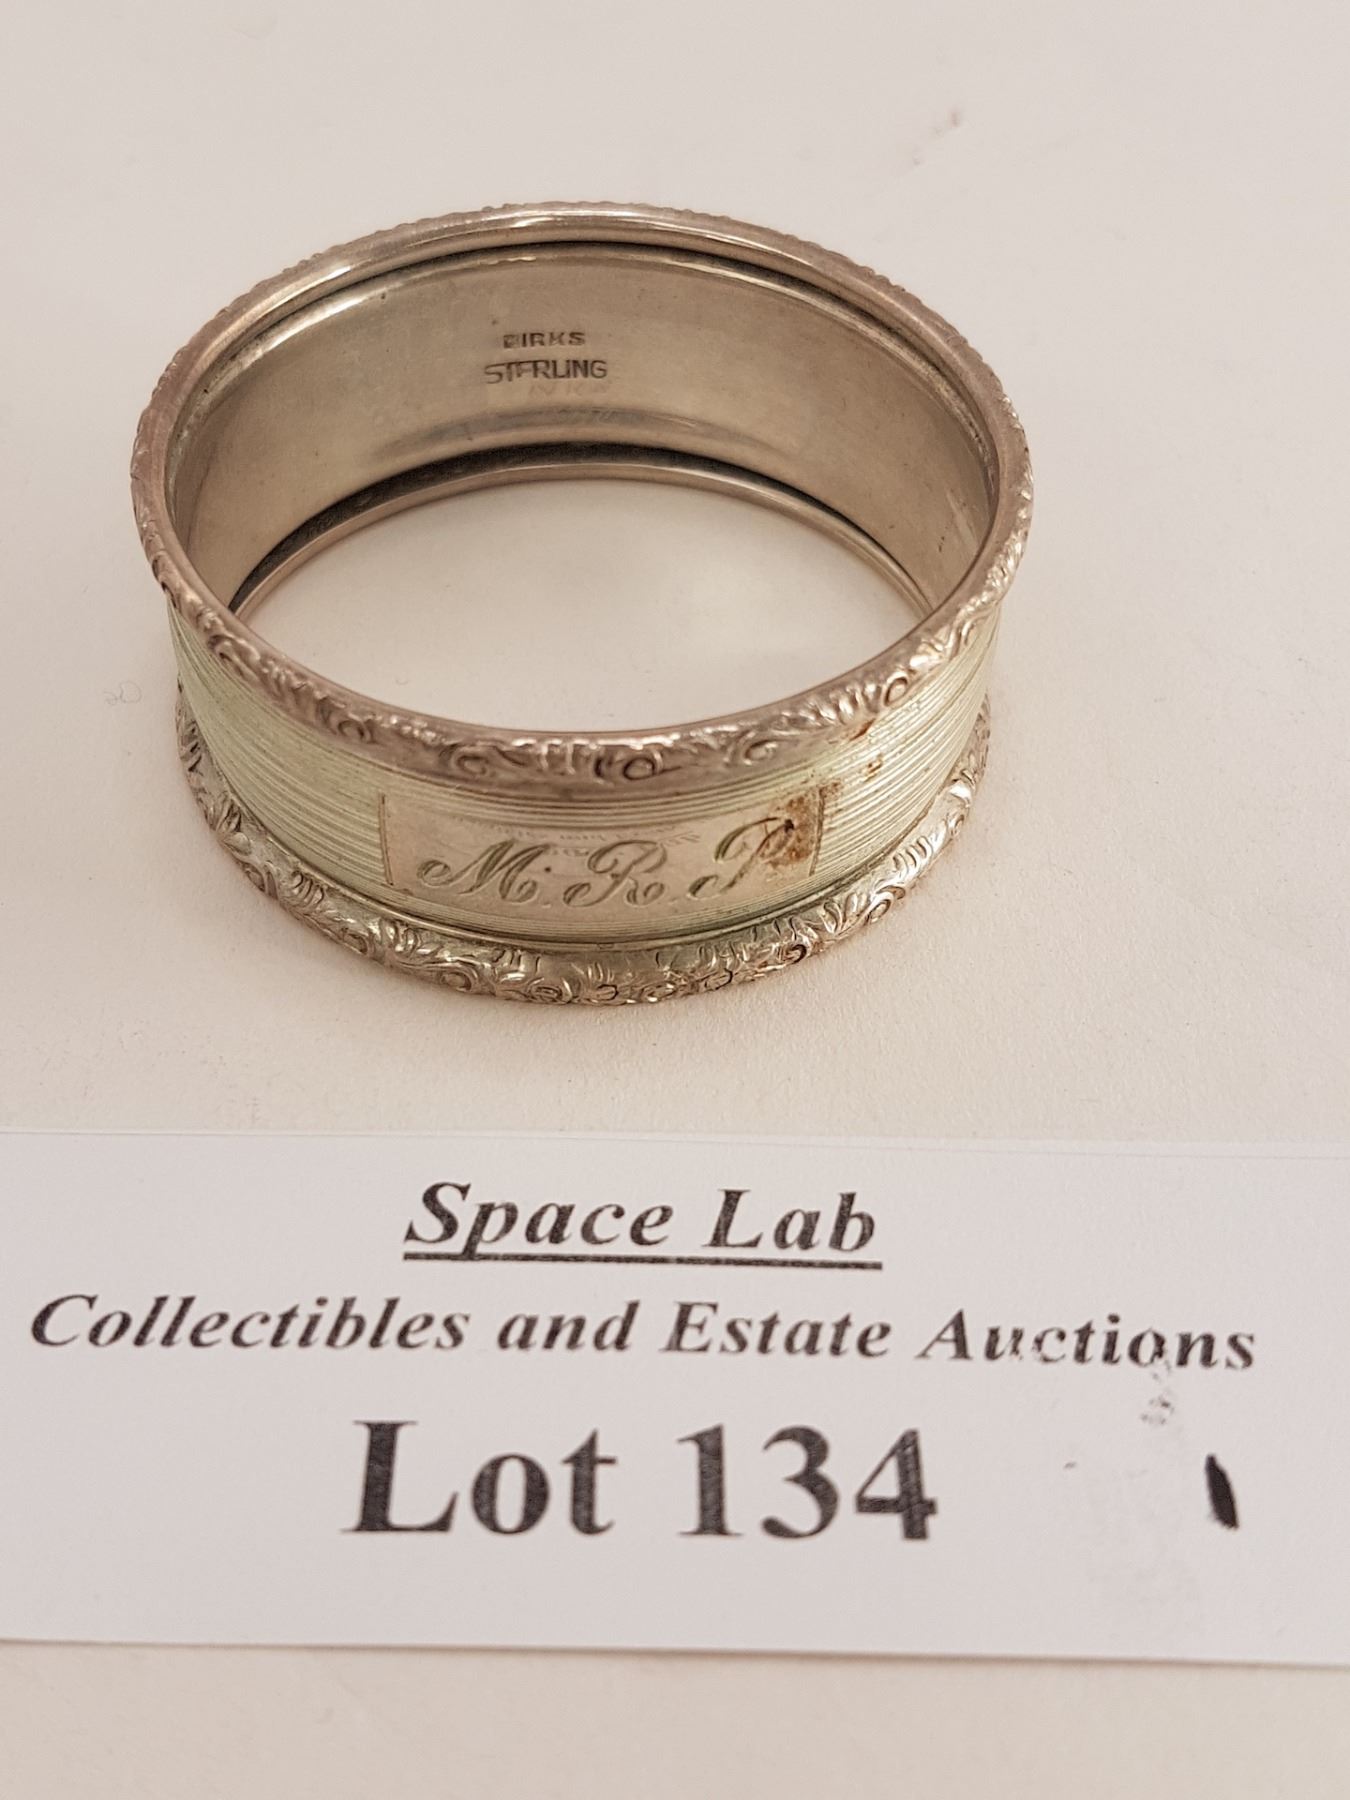 BIRKS
STERLING
M. R. P.
Space Lab
Collectibles and Estate Auctions
Lot 134